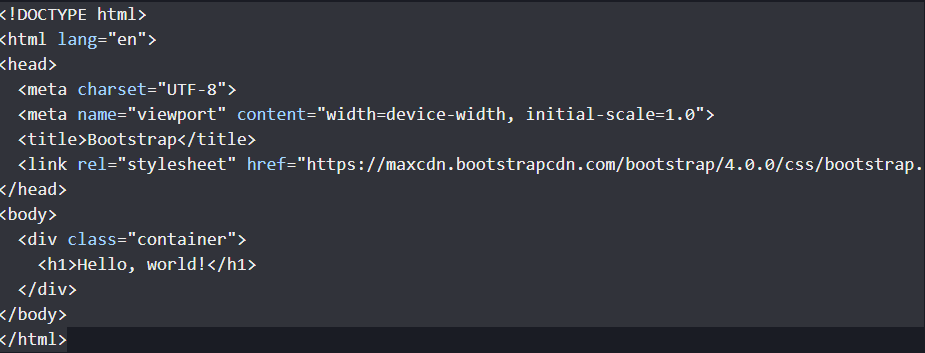 <!DOCTYPE html>
<html lang="en">
<head>
  <meta charset="UTF-8">
  <meta name="viewport" content="width=device-width, initial-scale=1.0">
  <title>Bootstrap</title>
  <link rel="stylesheet" href="https://maxcdn.bootstrapcdn.com/bootstrap/4.0.0/css/bootstrap.
</head>
<body>
  <div class="container">
    <h1>Hello, world!</h1>
  </div>
</body>
</html>